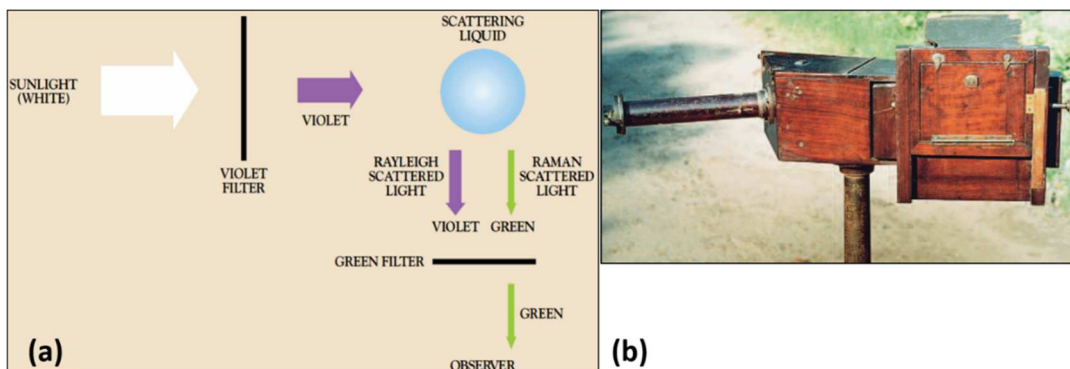 SUNLIGHT
(WHITE)
VIOLET
FILTER
VIOLET
SCATTERING
LIQUID
RAYLEIGH
SCATTERED
LIGHT
RAMAN
SCATTERED
LIGHT
VIOLET
GREEN
GREEN FILTER
GREEN
OBSERVER
(a)
(b)